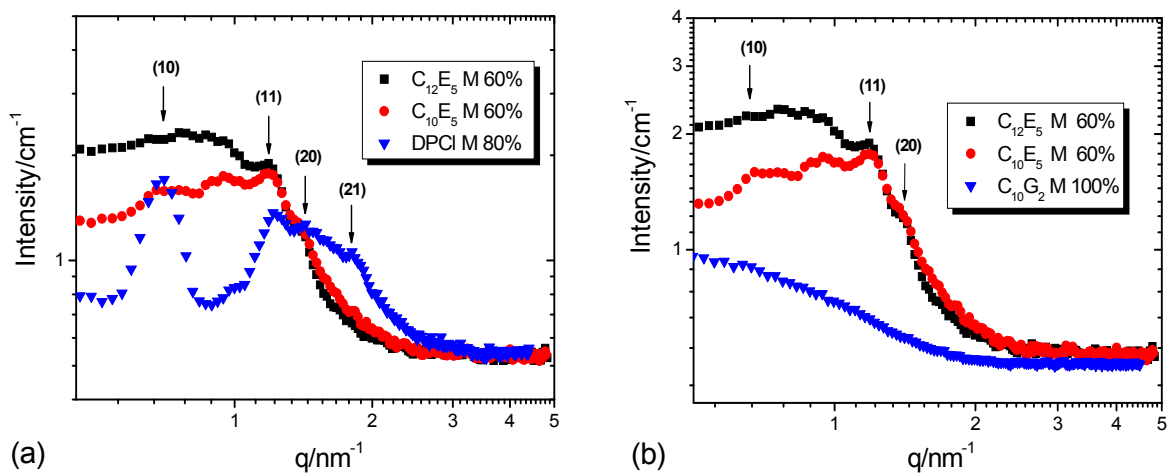 (10)
(11)
(20)
(21)
C₁₂E₅ M 60%
C₁₀E₅ M 60%
DPCl M 80%
Intensity/cm⁻¹
1
1
2
3
4
5
q/nm⁻¹
(a)
(10)
(11)
(20)
C₁₂E₅ M 60%
C₁₀E₅ M 60%
C₁₀G₂ M 100%
Intensity/cm⁻¹
4
3
2
1
1
2
3
4
5
q/nm⁻¹
(b)